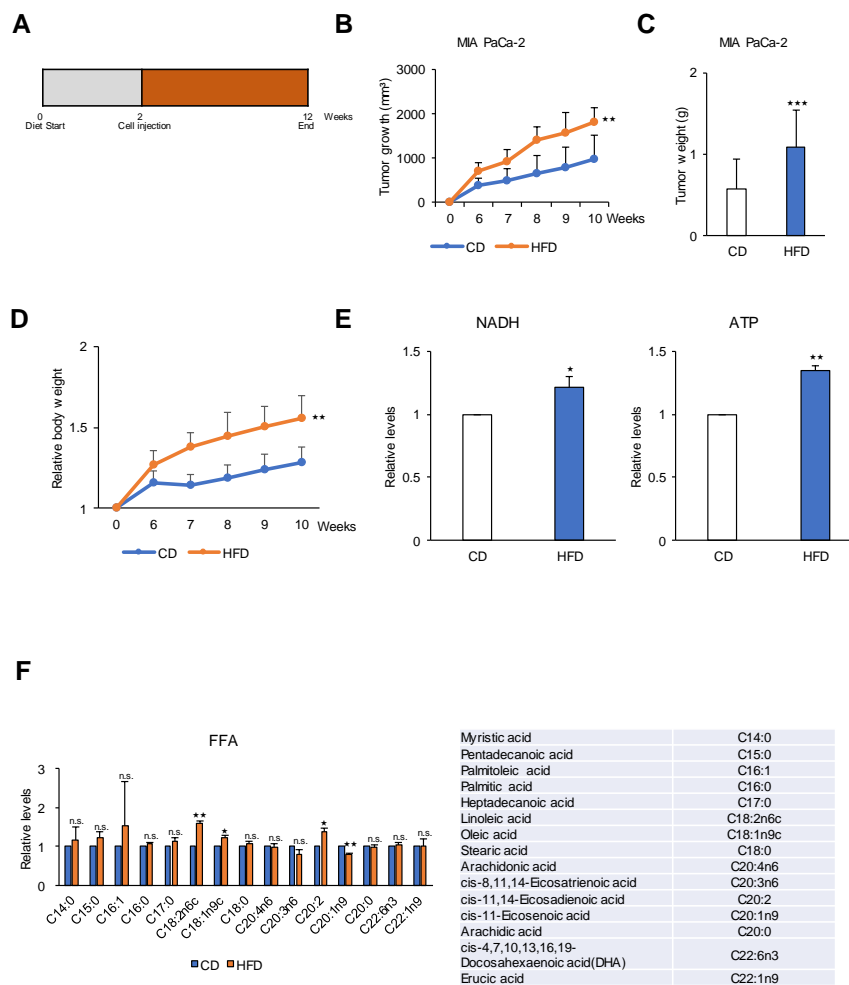 A
0
2
12
Weeks
Diet Start
Cell injection
End
B
MIA PaCa-2
Tumor growth (mm³)
3000
2000
1000
0
0 6 7 8 9 10 Weeks
CD HFD
★★
C
MIA PaCa-2
Tumor weight (g)
2
1
0
★★★
CD HFD
D
Relative body weight
2
1.5
1
★★
0 6 7 8 9 10 Weeks
CD HFD
E
NADH
Relative levels
1.5
1
0.5
0
★
CD HFD
ATP
Relative levels
1.5
1
0.5
0
★★
CD HFD
F
FFA
Relative levels
3
2
1
0
n.s. n.s. n.s. n.s. n.s. ★★ ★ n.s. n.s. n.s. ★ ★★ n.s. n.s. n.s.
C14:0 C15:0 C16:1 C16:0 C17:0 C18:2n6c C18:1n9c C18:0 C20:4n6 C20:3n6 C20:2 C20:1n9 C20:0 C22:6n3 C22:1n9
CD HFD
Myristic acid C14:0
Pentadecanoic acid C15:0
Palmitoleic acid C16:1
Palmitic acid C16:0
Heptadecanoic acid C17:0
Linoleic acid C18:2n6c
Oleic acid C18:1n9c
Stearic acid C18:0
Arachidonic acid C20:4n6
cis-8,11,14-Eicosatrienoic acid C20:3n6
cis-11,14-Eicosadienoic acid C20:2
cis-11-Eicosenoic acid C20:1n9
Arachidic acid C20:0
cis-4,7,10,13,16,19-
Docosahexaenoic acid(DHA) C22:6n3
Erucic acid C22:1n9